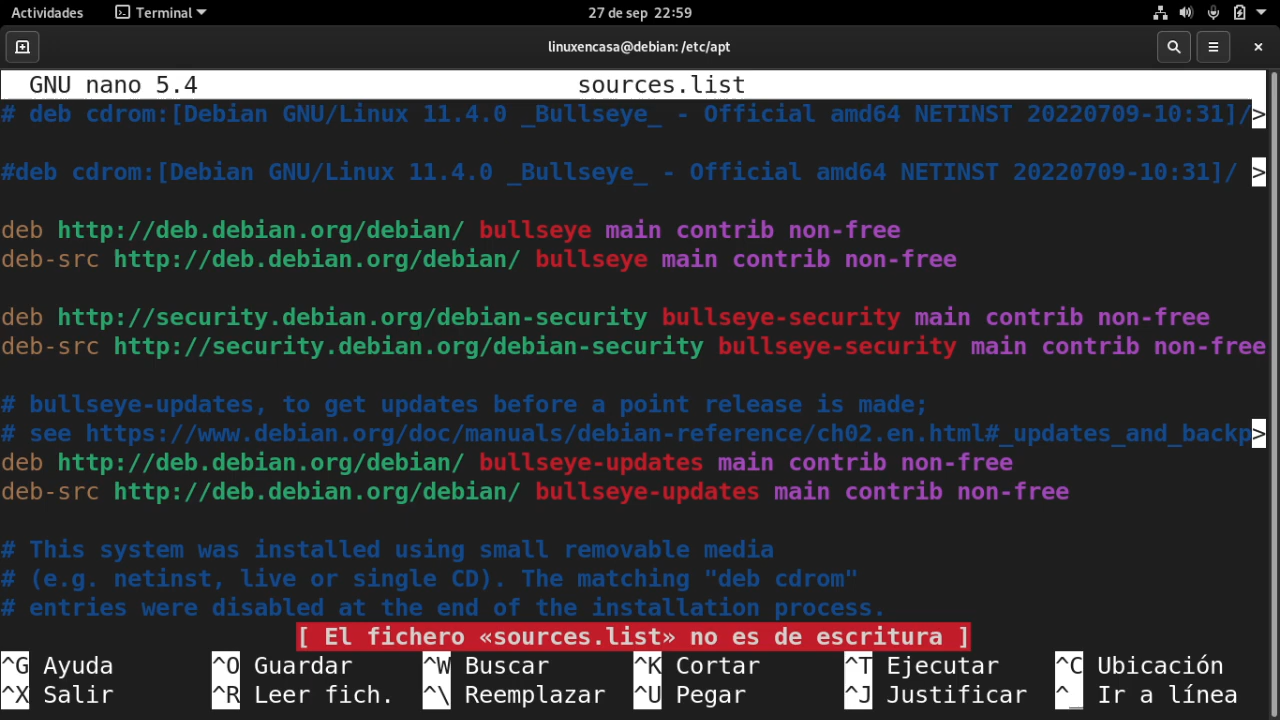 Actividades Terminal 27 de sep 22:59
linuxencasa@debian: /etc/apt
GNU nano 5.4 sources.list
# deb cdrom:[Debian GNU/Linux 11.4.0 _Bullseye_ - Official amd64 NETINST 20220709-10:31]/>
#deb cdrom:[Debian GNU/Linux 11.4.0 _Bullseye_ - Official amd64 NETINST 20220709-10:31]/ >
deb http://deb.debian.org/debian/ bullseye main contrib non-free
deb-src http://deb.debian.org/debian/ bullseye main contrib non-free
deb http://security.debian.org/debian-security bullseye-security main contrib non-free
deb-src http://security.debian.org/debian-security bullseye-security main contrib non-free
# bullseye-updates, to get updates before a point release is made;
# see https://www.debian.org/doc/manuals/debian-reference/ch02.en.html#_updates_and_backp>
deb http://deb.debian.org/debian/ bullseye-updates main contrib non-free
deb-src http://deb.debian.org/debian/ bullseye-updates main contrib non-free
# This system was installed using small removable media
# (e.g. netinst, live or single CD). The matching "deb cdrom"
# entries were disabled at the end of the installation process.
[ El fichero «sources.list» no es de escritura ]
^G Ayuda ^O Guardar ^W Buscar ^K Cortar ^T Ejecutar ^C Ubicación
^X Salir ^R Leer fich. ^\ Reemplazar ^U Pegar ^J Justificar ^_ Ir a línea